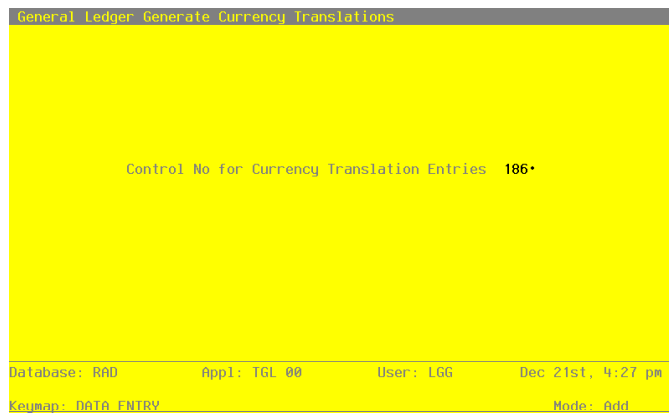 General Ledger Generate Currency Translations
Control No for Currency Translation Entries 186•
Database: RAD Appl: TGL 00 User: LGG Dec 21st, 4:27 pm
Keymap: DATA ENTRY Mode: Add